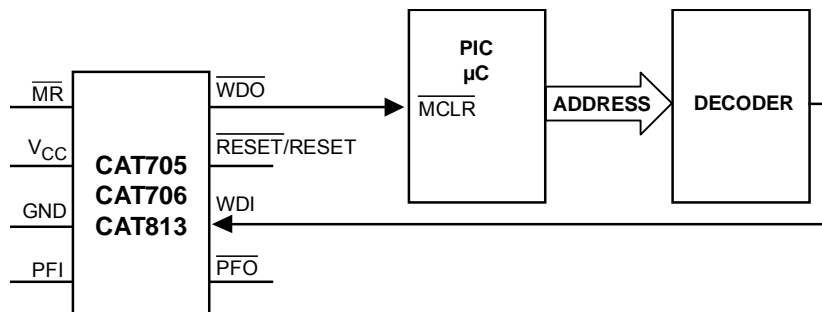 PIC
µC
MR
WDO
MCLR
ADDRESS
DECODER
VCC
RESET/RESET
CAT705
CAT706
CAT813
GND
WDI
PFI
PFO